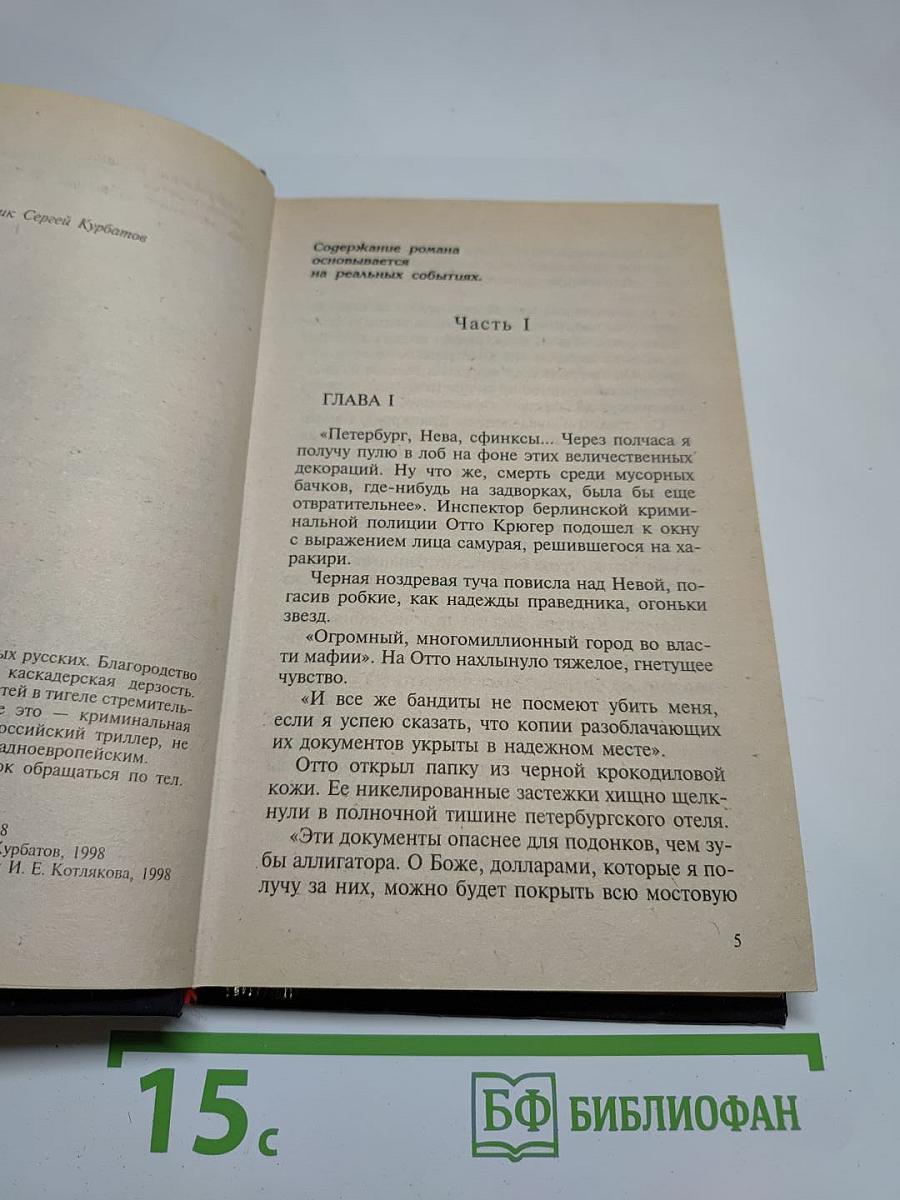 Сергей Курбатов
ых русских. Благородство
каскадерская дерзость.
тей в тигеле стремитель-
е это — криминальная
оссийский триллер, не
адноевропейским.
ок обращаться по тел.
8
Курбатов, 1998
И. Е. Котлякова, 1998
Содержание романа
основывается
на реальных событиях.
Часть I
ГЛАВА I
«Петербург, Нева, сфинксы... Через полчаса я
получу пулю в лоб на фоне этих величественных
декораций. Ну что же, смерть среди мусорных
бачков, где-нибудь на задворках, была бы еще
отвратительнее». Инспектор берлинской крими-
нальной полиции Отто Крюгер подошел к окну
с выражением лица самурая, решившегося на ха-
ракири.
Черная ноздревая туча повисла над Невой, по-
гасив робкие, как надежды праведника, огоньки
звезд.
«Огромный, многомиллионный город во влас-
ти мафии». На Отто нахлынуло тяжелое, гнетущее
чувство.
«И все же бандиты не посмеют убить меня,
если я успею сказать, что копии разоблачающих
их документов укрыты в надежном месте».
Отто открыл папку из черной крокодиловой
кожи. Ее никелированные застежки хищно щелк-
нули в полночной тишине петербургского отеля.
«Эти документы опаснее для подонков, чем зу-
бы аллигатора. О Боже, долларами, которые я по-
лучу за них, можно будет покрыть всю мостовую
5
15 с
БФ БИБЛИОФАН